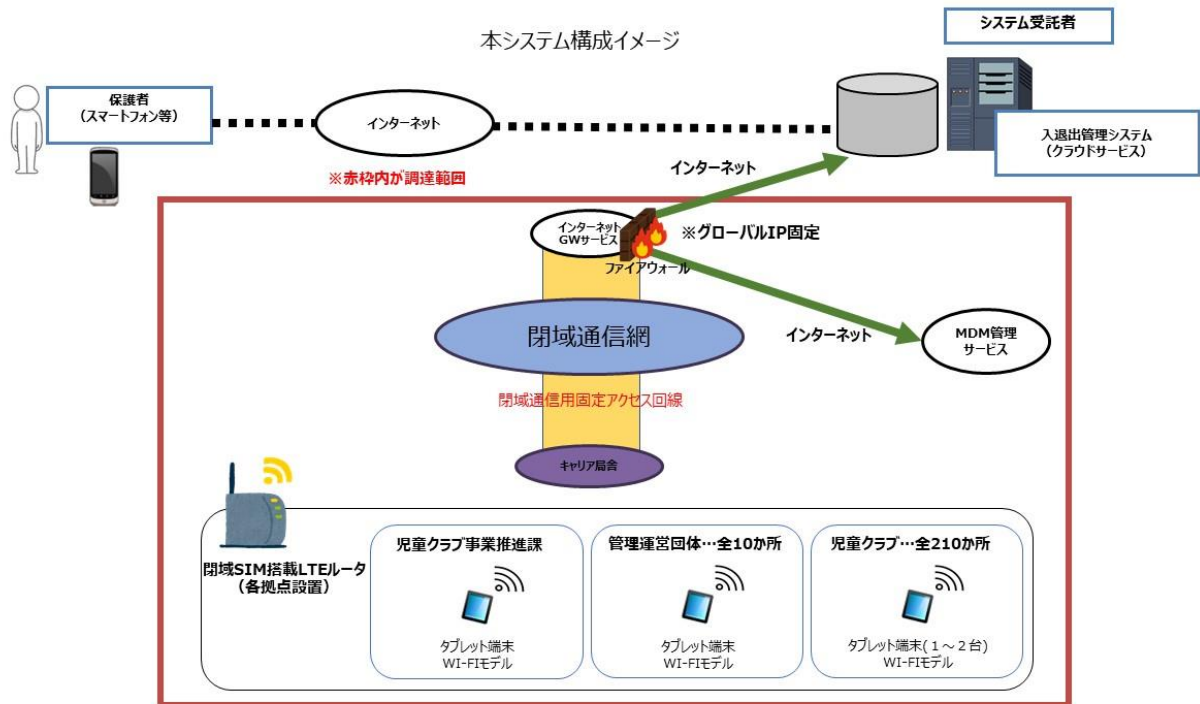 本システム構成イメージ
システム受託者
保護者
（スマートフォン等）
インターネット
入退出管理システム
（クラウドサービス）
インターネット
※赤枠内が調達範囲
インターネット
GWサービス
※グローバルIP固定
ファイアウォール
閉域通信網
インターネット
MDM管理
サービス
閉域通信用固定アクセス回線
キャリア局舎
閉域SIM搭載LTEルータ
（各拠点設置）
児童クラブ事業推進課
タブレット端末
WI-FIモデル
管理運営団体…全10か所
タブレット端末
WI-FIモデル
児童クラブ…全210か所
タブレット端末(１～２台)
WI-FIモデル